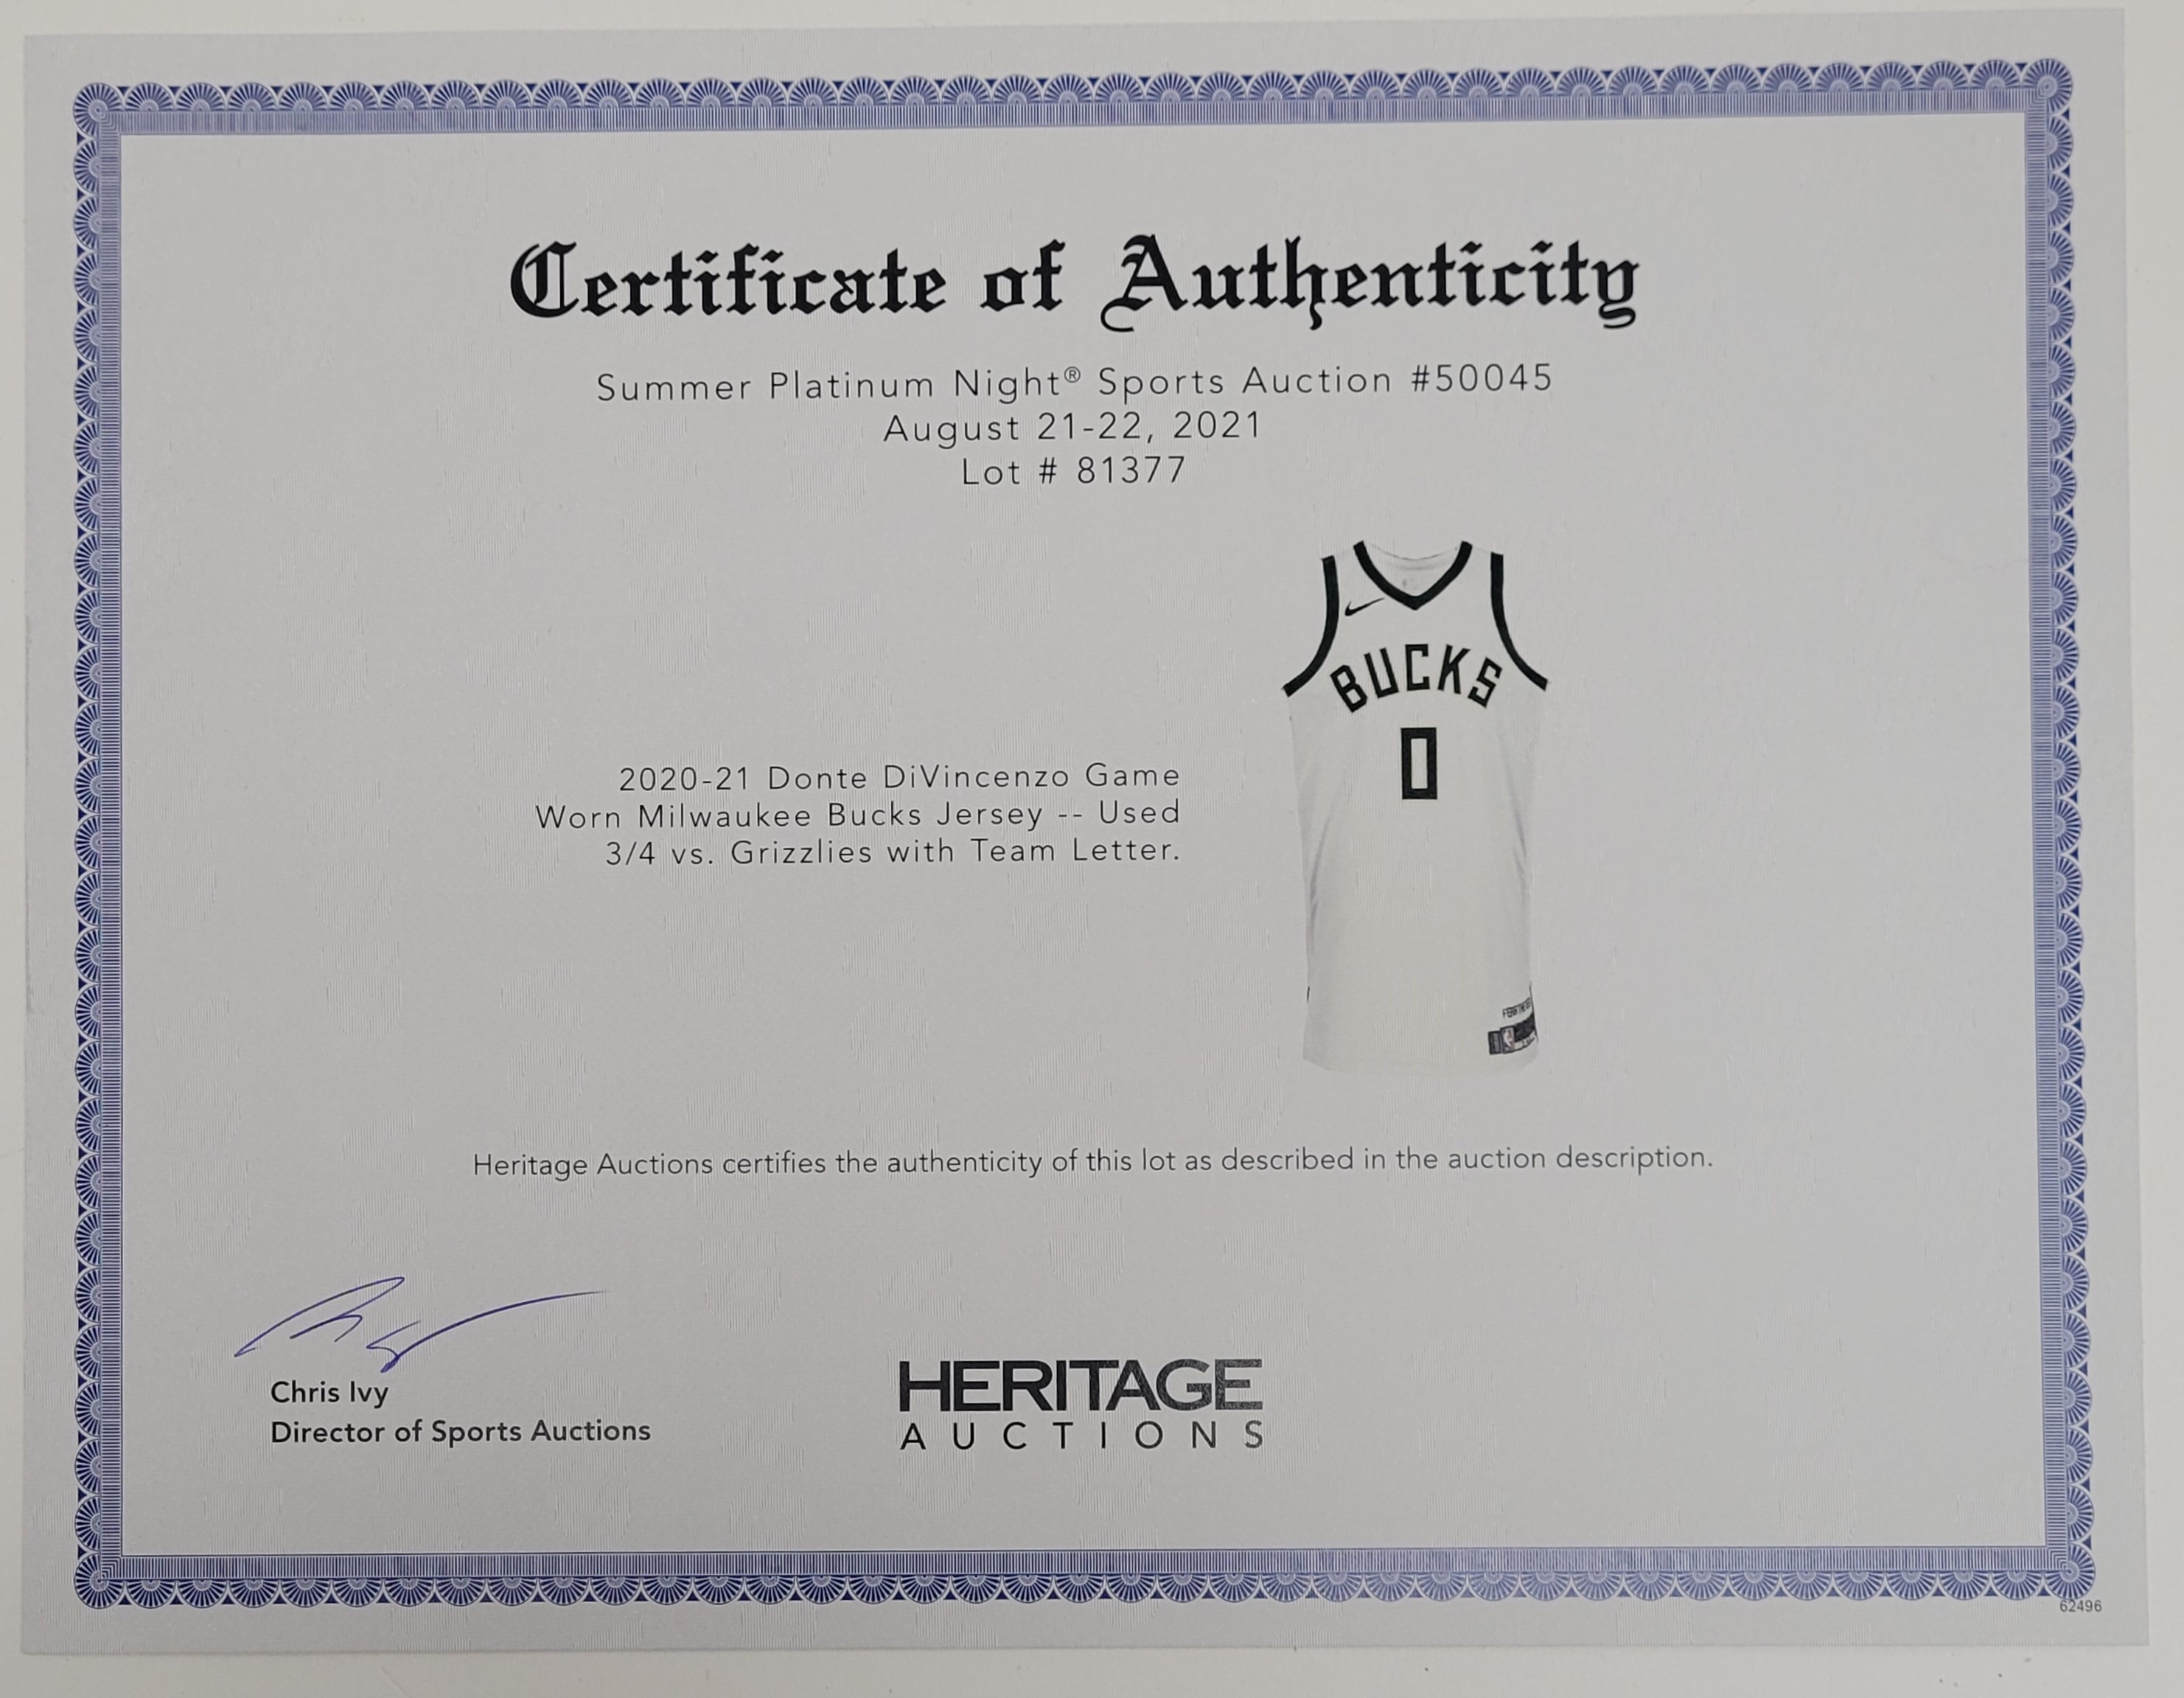 Certificate of Authenticity
Summer Platinum Night® Sports Auction #50045
August 21-22, 2021
Lot # 81377
BUCKS
0
2020-21 Donte DiVincenzo Game
Worn Milwaukee Bucks Jersey -- Used
3/4 vs. Grizzlies with Team Letter.
Heritage Auctions certifies the authenticity of this lot as described in the auction description.
Chris Ivy
Director of Sports Auctions
HERITAGE
AUCTIONS
62496